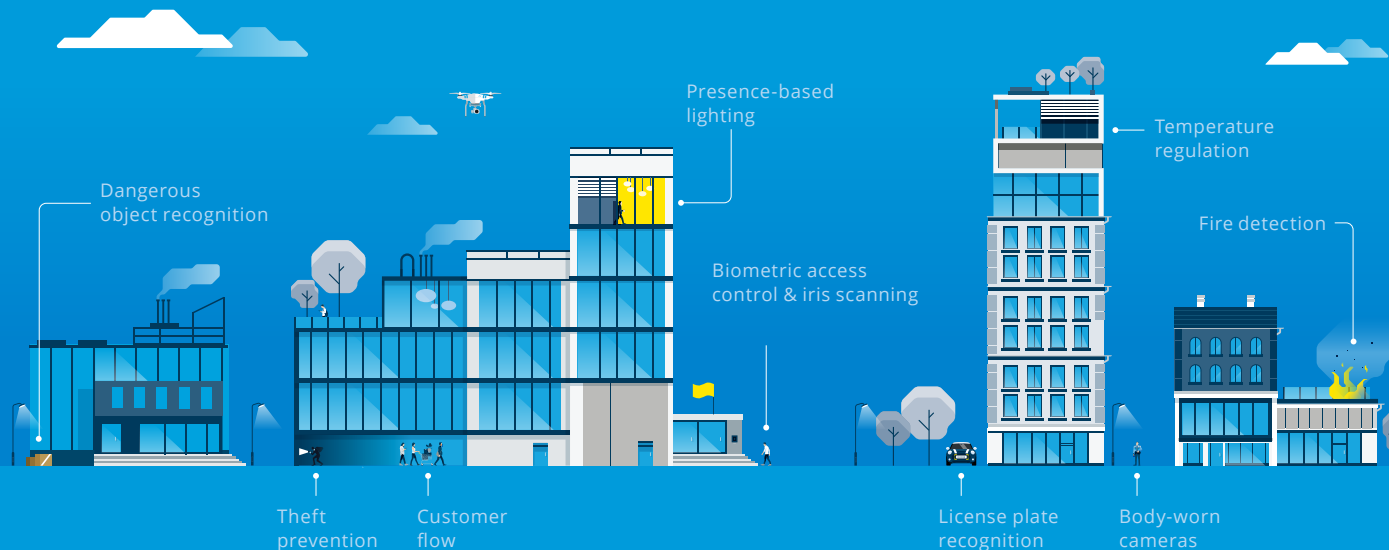 Presence-based
lighting
Temperature
regulation
Dangerous
object recognition
Fire detection
Biometric access
control & iris scanning
Theft
prevention
Customer
flow
License plate
recognition
Body-worn
cameras